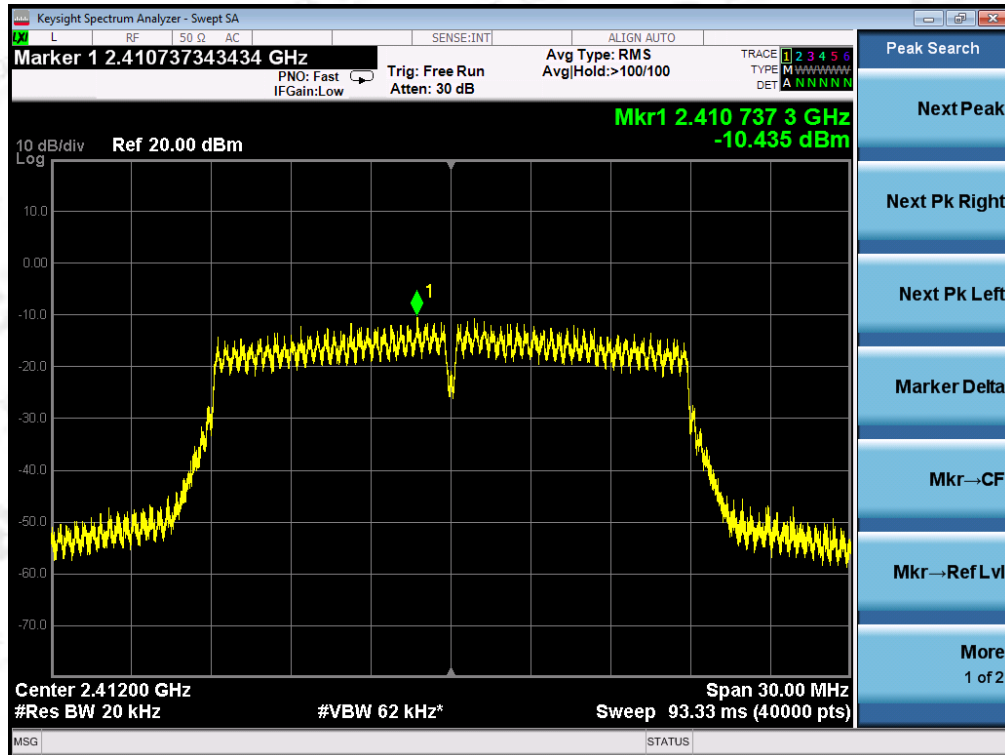 Keysight Spectrum Analyzer - Swept SA
LXI L RF 50 Ω AC SENSE:INT ALIGN AUTO
Marker 1 2.410737343434 GHz
PNO: Fast
IFGain:Low
Trig: Free Run
Atten: 30 dB
Avg Type: RMS
Avg|Hold:>100/100
TRACE 1 2 3 4 5 6
TYPE M WWWWW
DET A N N N N N
Mkr1 2.410 737 3 GHz
-10.435 dBm
10 dB/div Ref 20.00 dBm
Log
10.0
0.00
-10.0
-20.0
-30.0
-40.0
-50.0
-60.0
-70.0
1
Center 2.41200 GHz Span 30.00 MHz
#Res BW 20 kHz #VBW 62 kHz* Sweep 93.33 ms (40000 pts)
MSG STATUS
Peak Search
Next Peak
Next Pk Right
Next Pk Left
Marker Delta
Mkr→CF
Mkr→Ref Lvl
More
1 of 2